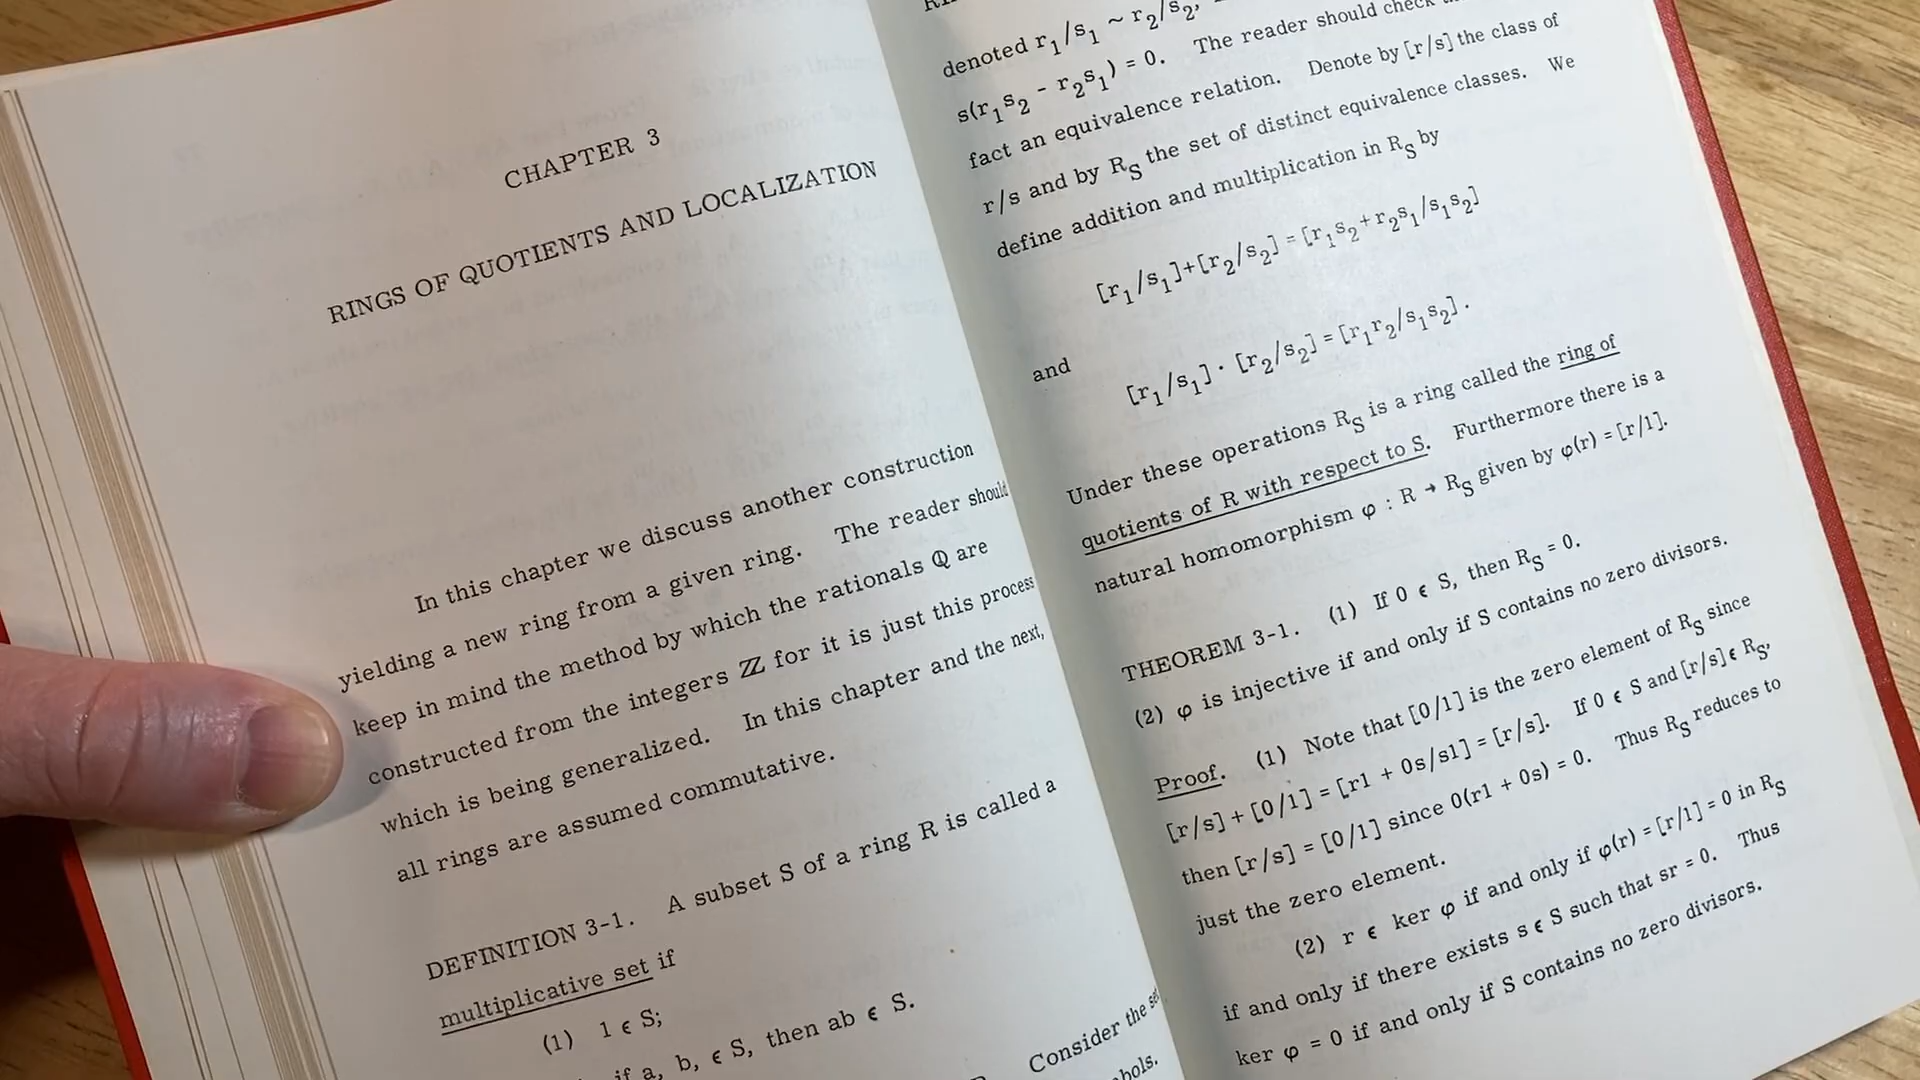 CHAPTER 3
RINGS OF QUOTIENTS AND LOCALIZATION
In this chapter we discuss another construction
yielding a new ring from a given ring. The reader should
keep in mind the method by which the rationals ℚ are
constructed from the integers ℤ for it is just this process
which is being generalized. In this chapter and the next,
all rings are assumed commutative.
DEFINITION 3-1. A subset S of a ring R is called a
multiplicative set if
(1) 1 ϵ S;
if a, b, ϵ S, then ab ϵ S.
Consider the set
denoted r₁/s₁ ~ r₂/s₂,
s(r₁s₂ - r₂s₁) = 0. The reader should check
fact an equivalence relation. Denote by [r/s] the class of
r/s and by R_S the set of distinct equivalence classes. We
define addition and multiplication in R_S by
[r₁/s₁]+[r₂/s₂] = [r₁s₂+r₂s₁/s₁s₂]
and
[r₁/s₁] · [r₂/s₂] = [r₁r₂/s₁s₂].
Under these operations R_S is a ring called the ring of
quotients of R with respect to S. Furthermore there is a
natural homomorphism φ : R → R_S given by φ(r) = [r/1].
THEOREM 3-1. (1) If 0 ϵ S, then R_S = 0.
(2) φ is injective if and only if S contains no zero divisors.
Proof. (1) Note that [0/1] is the zero element of R_S since
[r/s] + [0/1] = [r1 + 0s/s1] = [r/s]. If 0 ϵ S and [r/s] ϵ R_S,
then [r/s] = [0/1] since 0(r1 + 0s) = 0. Thus R_S reduces to
just the zero element.
(2) r ϵ ker φ if and only if φ(r) = [r/1] = 0 in R_S
if and only if there exists s ϵ S such that sr = 0. Thus
ker φ = 0 if and only if S contains no zero divisors.